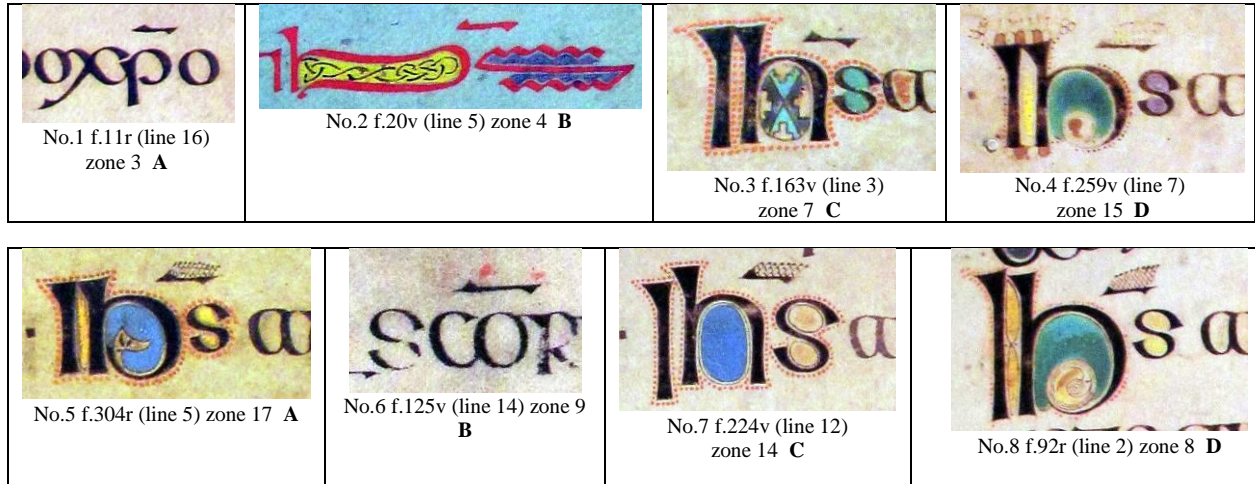 oxpo
No.1 f.11r (line 16)
zone 3 A
No.2 f.20v (line 5) zone 4 B
ihs a
No.3 f.163v (line 3)
zone 7 C
ihs a
No.4 f.259v (line 7)
zone 15 D
ihs a
No.5 f.304r (line 5) zone 17 A
scor
No.6 f.125v (line 14) zone 9
B
ihs a
No.7 f.224v (line 12)
zone 14 C
ihs a
No.8 f.92r (line 2) zone 8 D